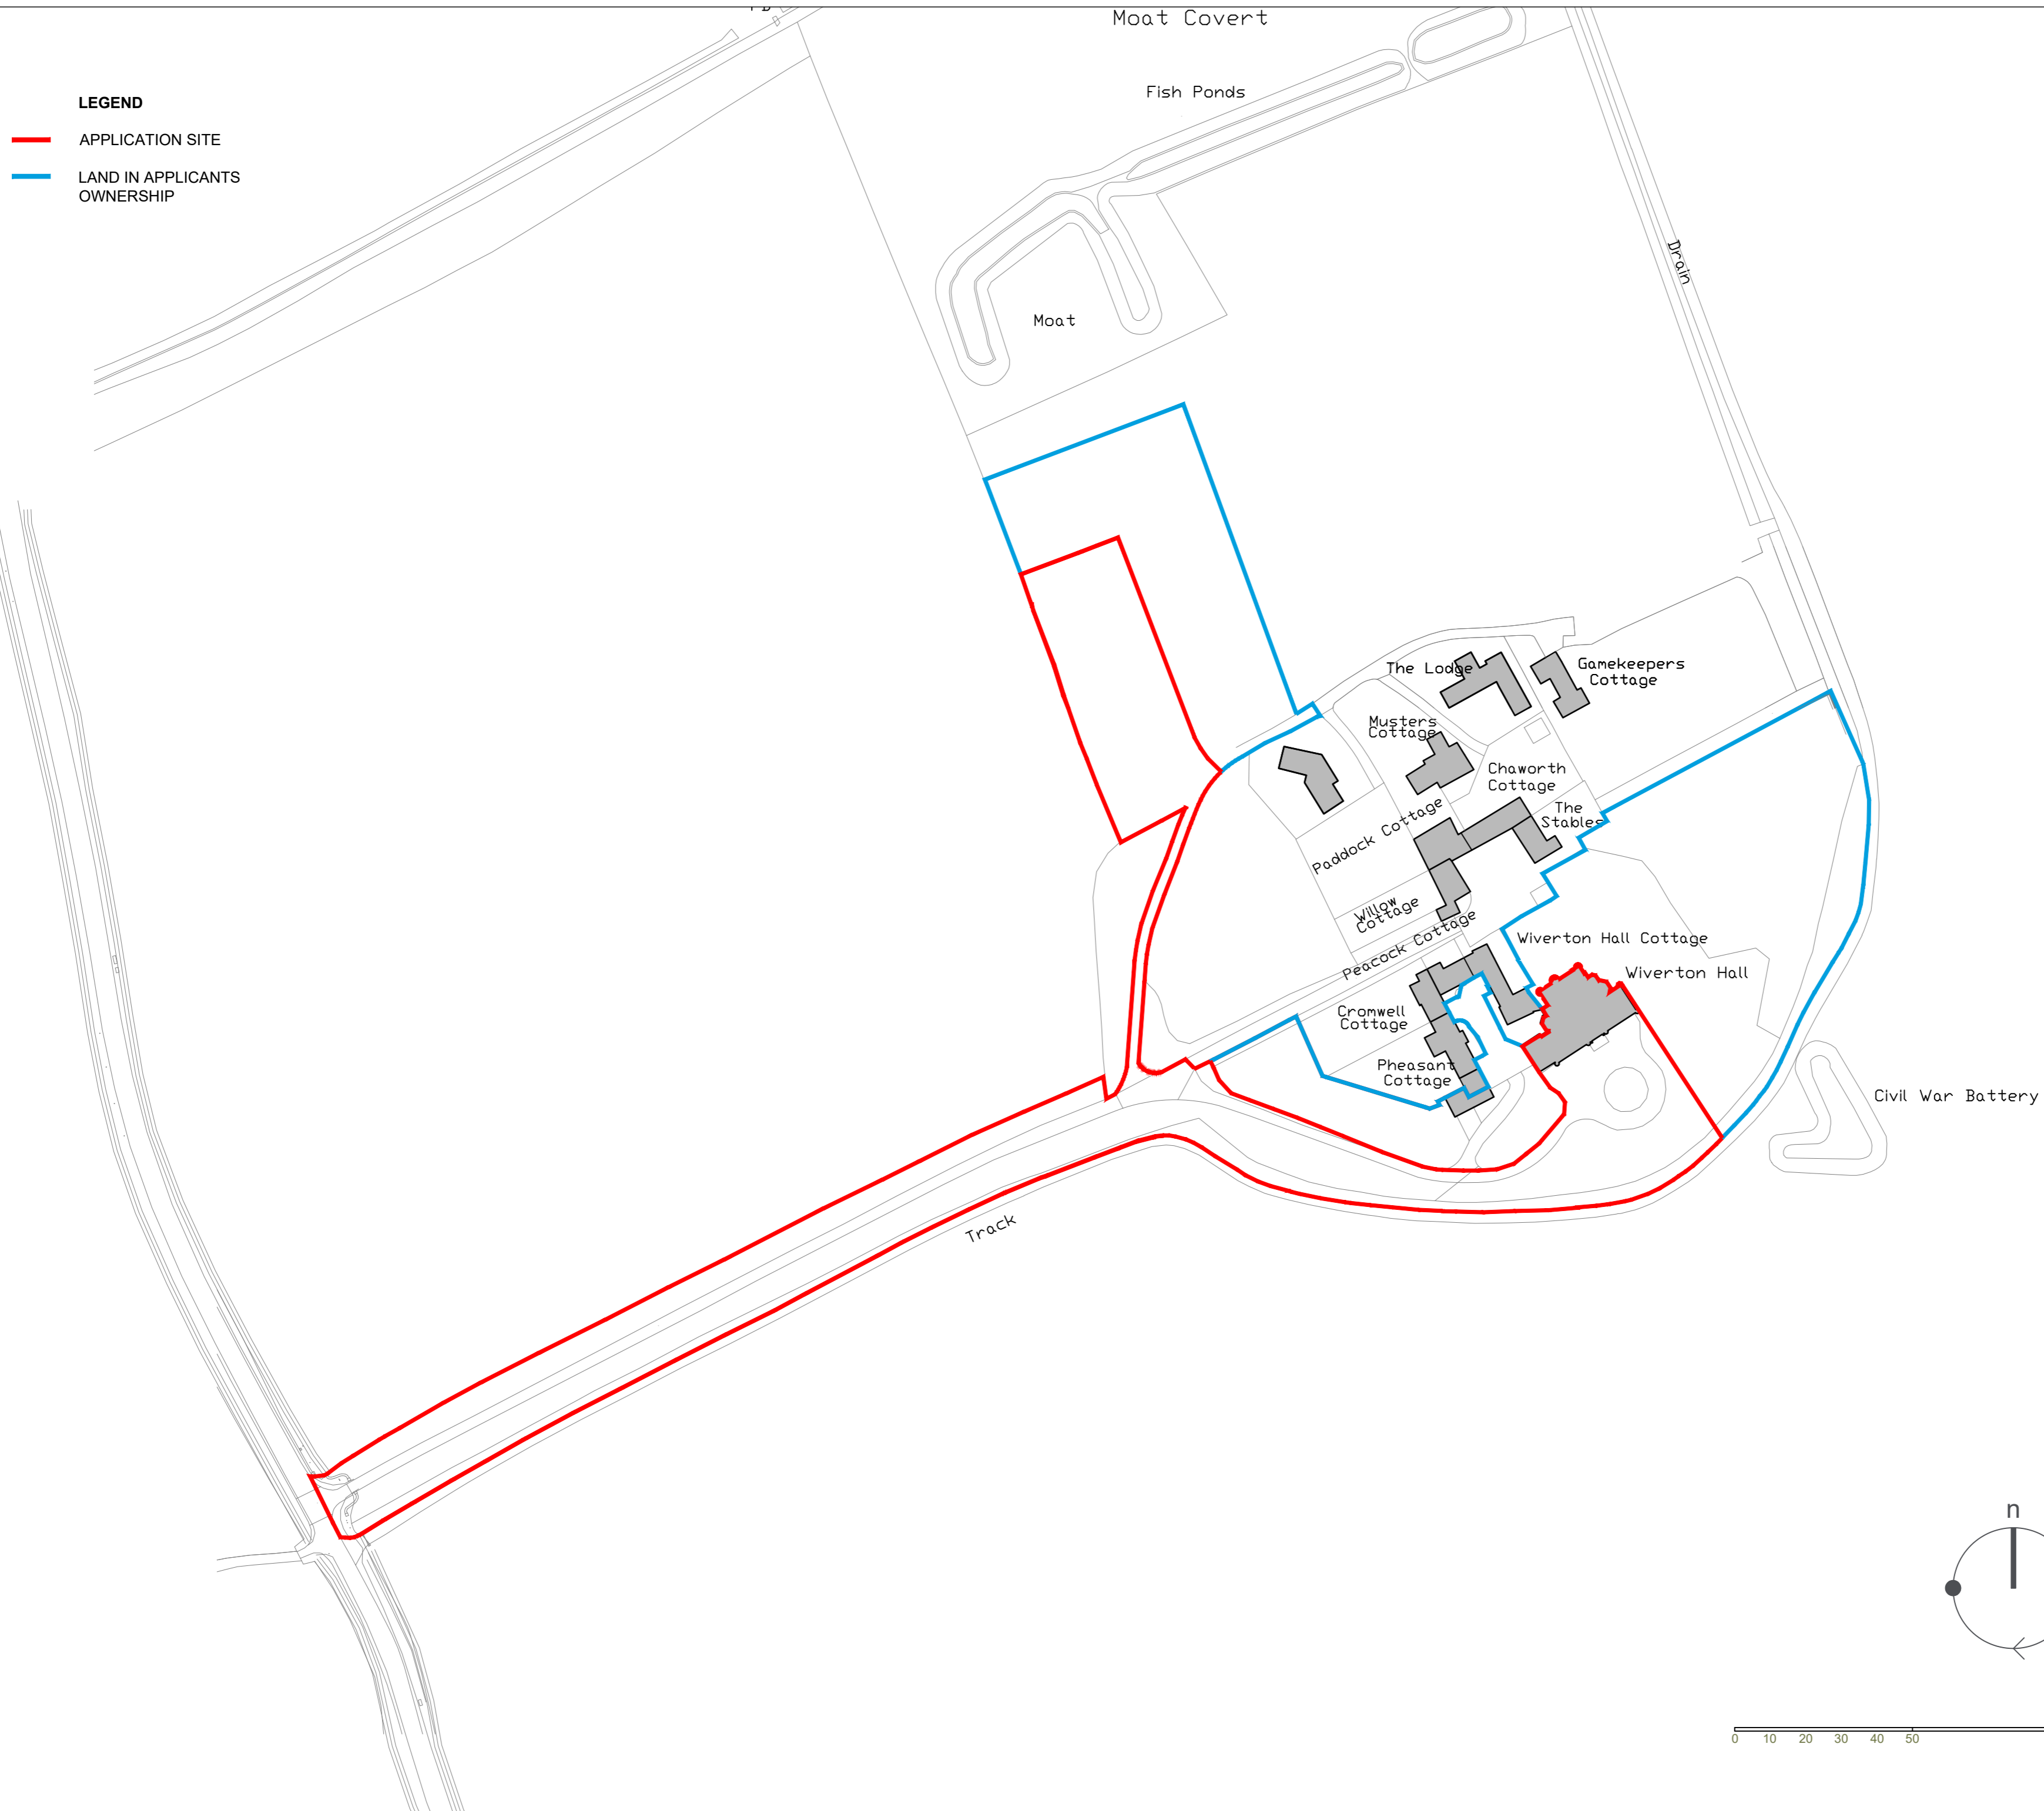 Moat Covert
Fish Ponds
LEGEND
APPLICATION SITE
LAND IN APPLICANTS
OWNERSHIP
Drain
Moat
The Lodge
Gamekeepers
Cottage
Musters
Cottage
Chaworth
Cottage
The
Stables
Paddock Cottage
Willow
Cottage
Peacock Cottage
Wiverton Hall Cottage
Wiverton Hall
Cromwell
Cottage
Pheasant
Cottage
Civil War Battery
Track
n
0 10 20 30 40 50